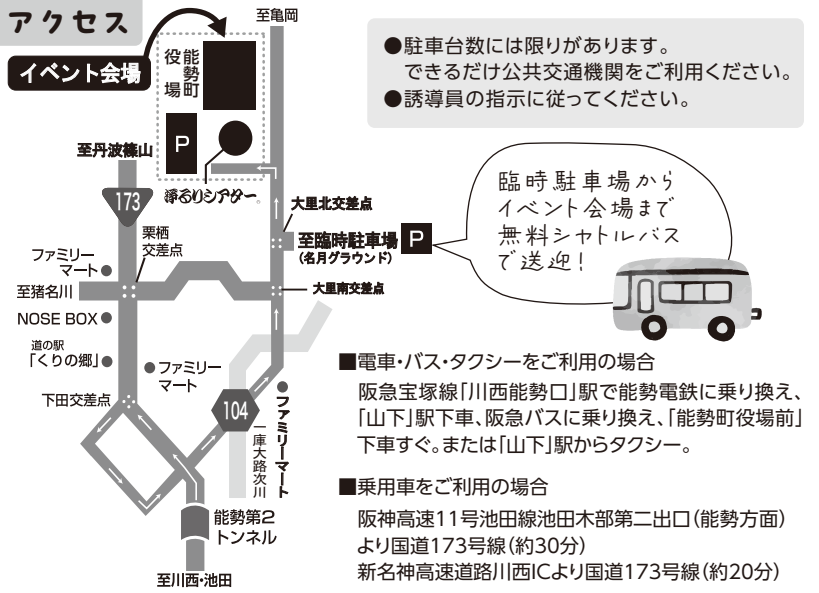 アクセス
イベント会場
能勢町
役場
P
浄るりシアター
至亀岡
●駐車台数には限りがあります。
できるだけ公共交通機関をご利用ください。
●誘導員の指示に従ってください。
至丹波篠山
173
栗栖
交差点
大里北交差点
至臨時駐車場 P
(名月グラウンド)
臨時駐車場から
イベント会場まで
無料シャトルバス
で送迎!
ファミリー
マート
至猪名川
大里南交差点
NOSE BOX
道の駅
「くりの郷」
ファミリー
マート
下田交差点
104
ファミリーマート
一庫大路次川
能勢第2
トンネル
至川西・池田
■電車・バス・タクシーをご利用の場合
阪急宝塚線「川西能勢口」駅で能勢電鉄に乗り換え、
「山下」駅下車、阪急バスに乗り換え、「能勢町役場前」
下車すぐ。または「山下」駅からタクシー。
■乗用車をご利用の場合
阪神高速11号池田線池田木部第二出口(能勢方面)
より国道173号線(約30分)
新名神高速道路川西ICより国道173号線(約20分)